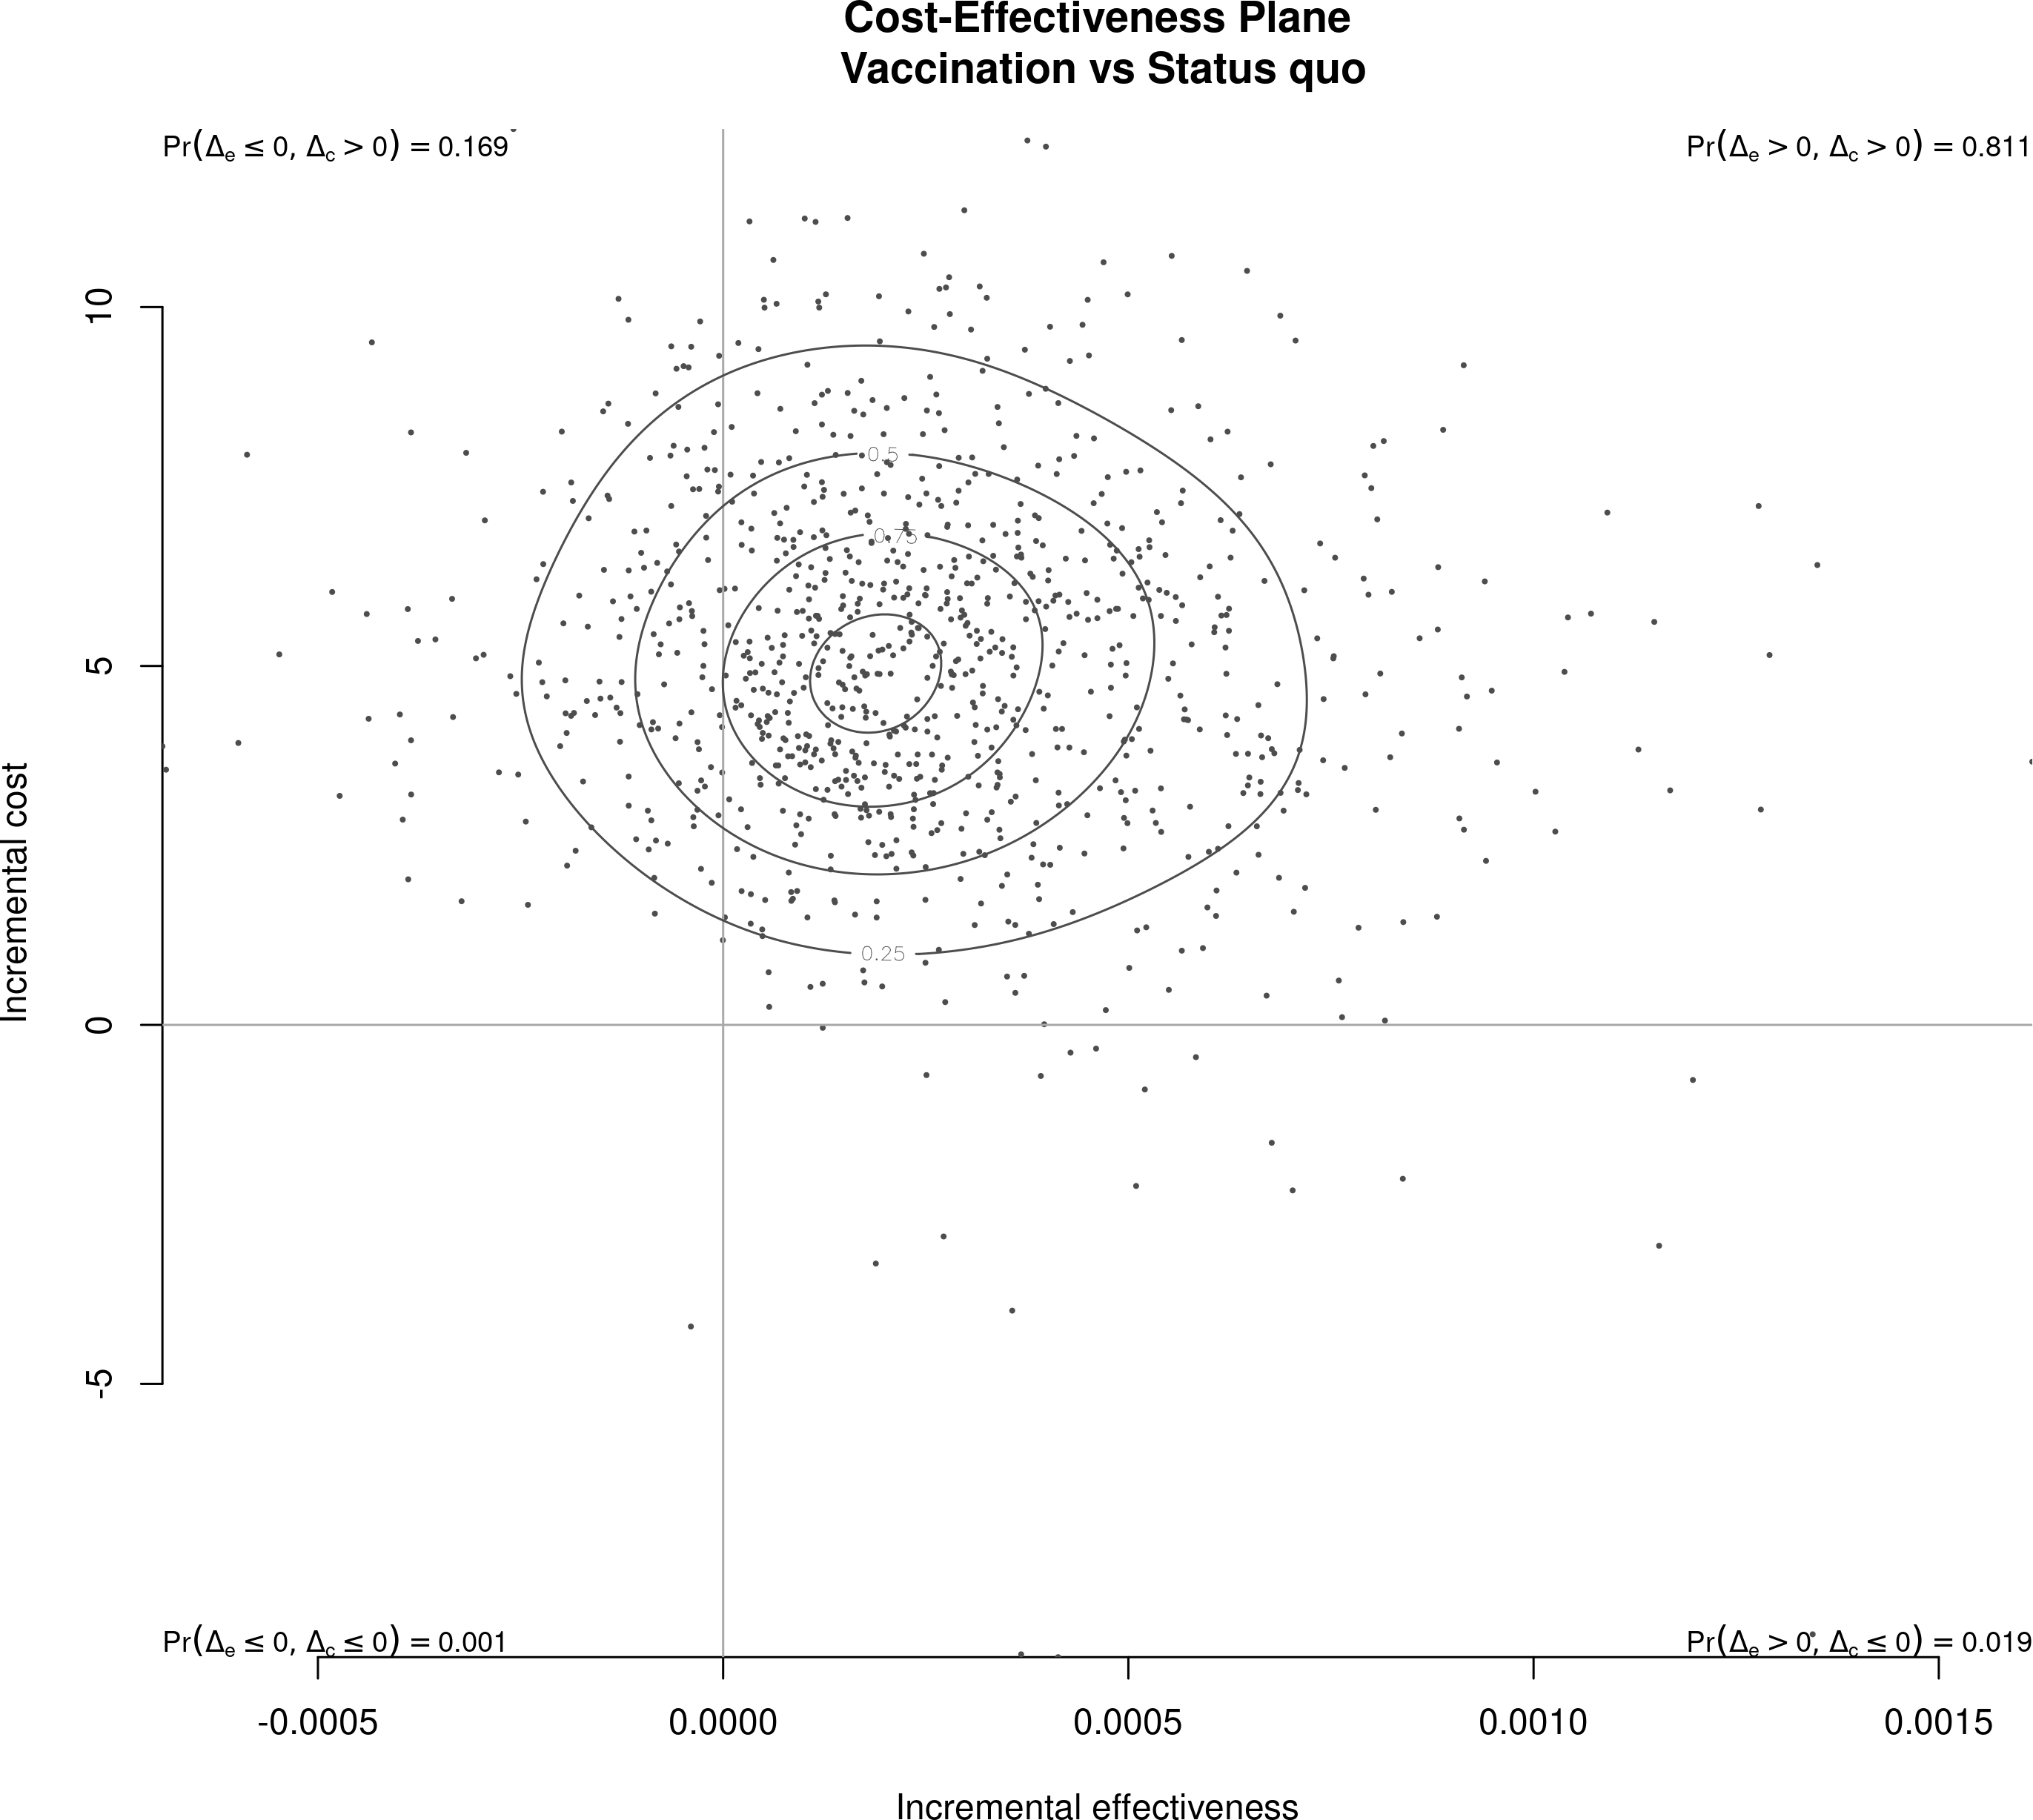 Cost-Effectiveness Plane
Vaccination vs Status quo
Pr(Δe ≤ 0, Δc > 0) = 0.169
Pr(Δe > 0, Δc > 0) = 0.811
10
0.5
0.75
5
Incremental cost
0.25
0
-5
Pr(Δe ≤ 0, Δc ≤ 0) = 0.001
Pr(Δe > 0, Δc ≤ 0) = 0.019
-0.0005 0.0000 0.0005 0.0010 0.0015
Incremental effectiveness